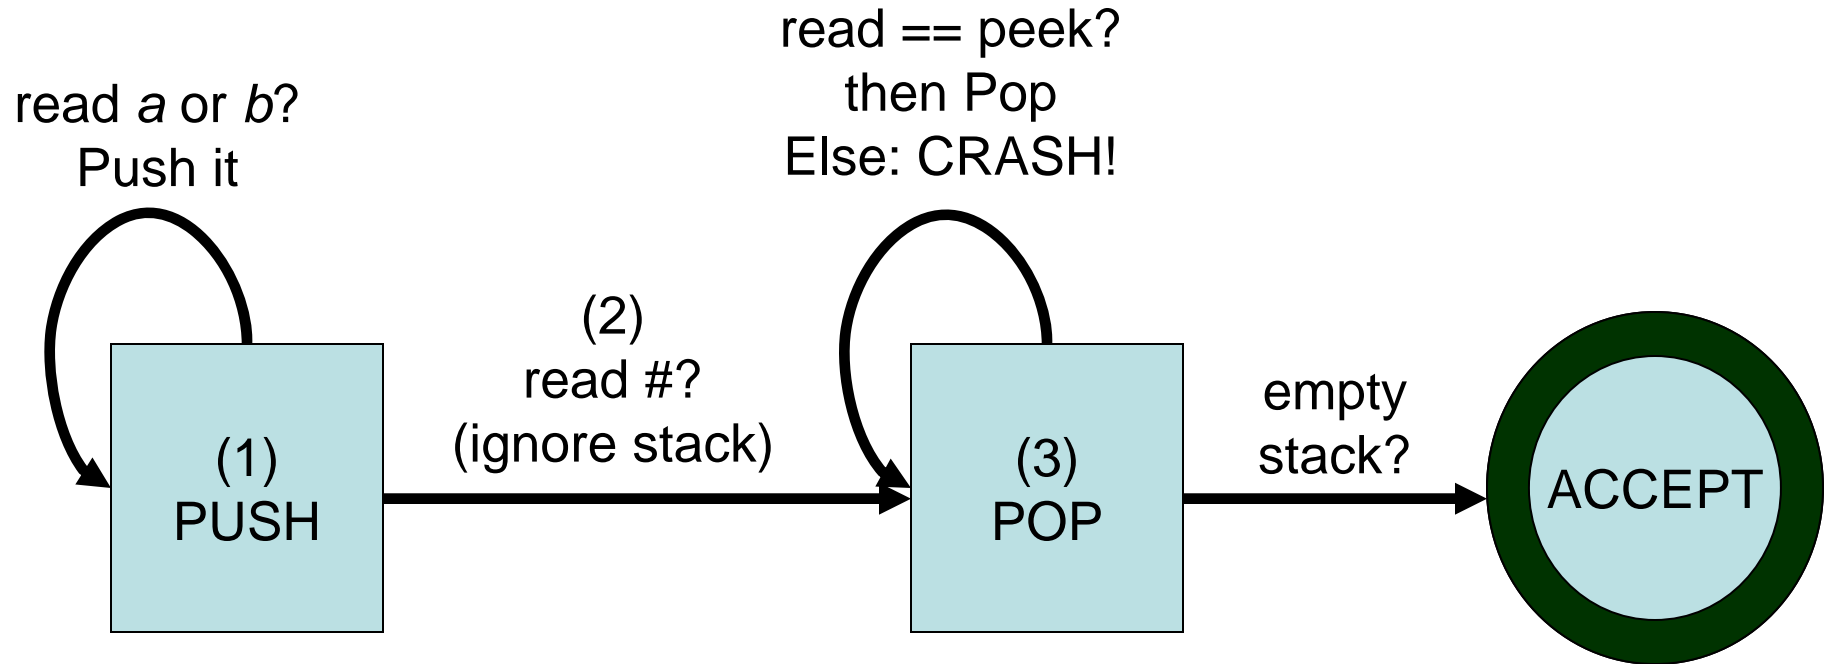 read a or b?
Push it
(1)
PUSH
(2)
read #?
(ignore stack)
read == peek?
then Pop
Else: CRASH!
(3)
POP
empty
stack?
ACCEPT